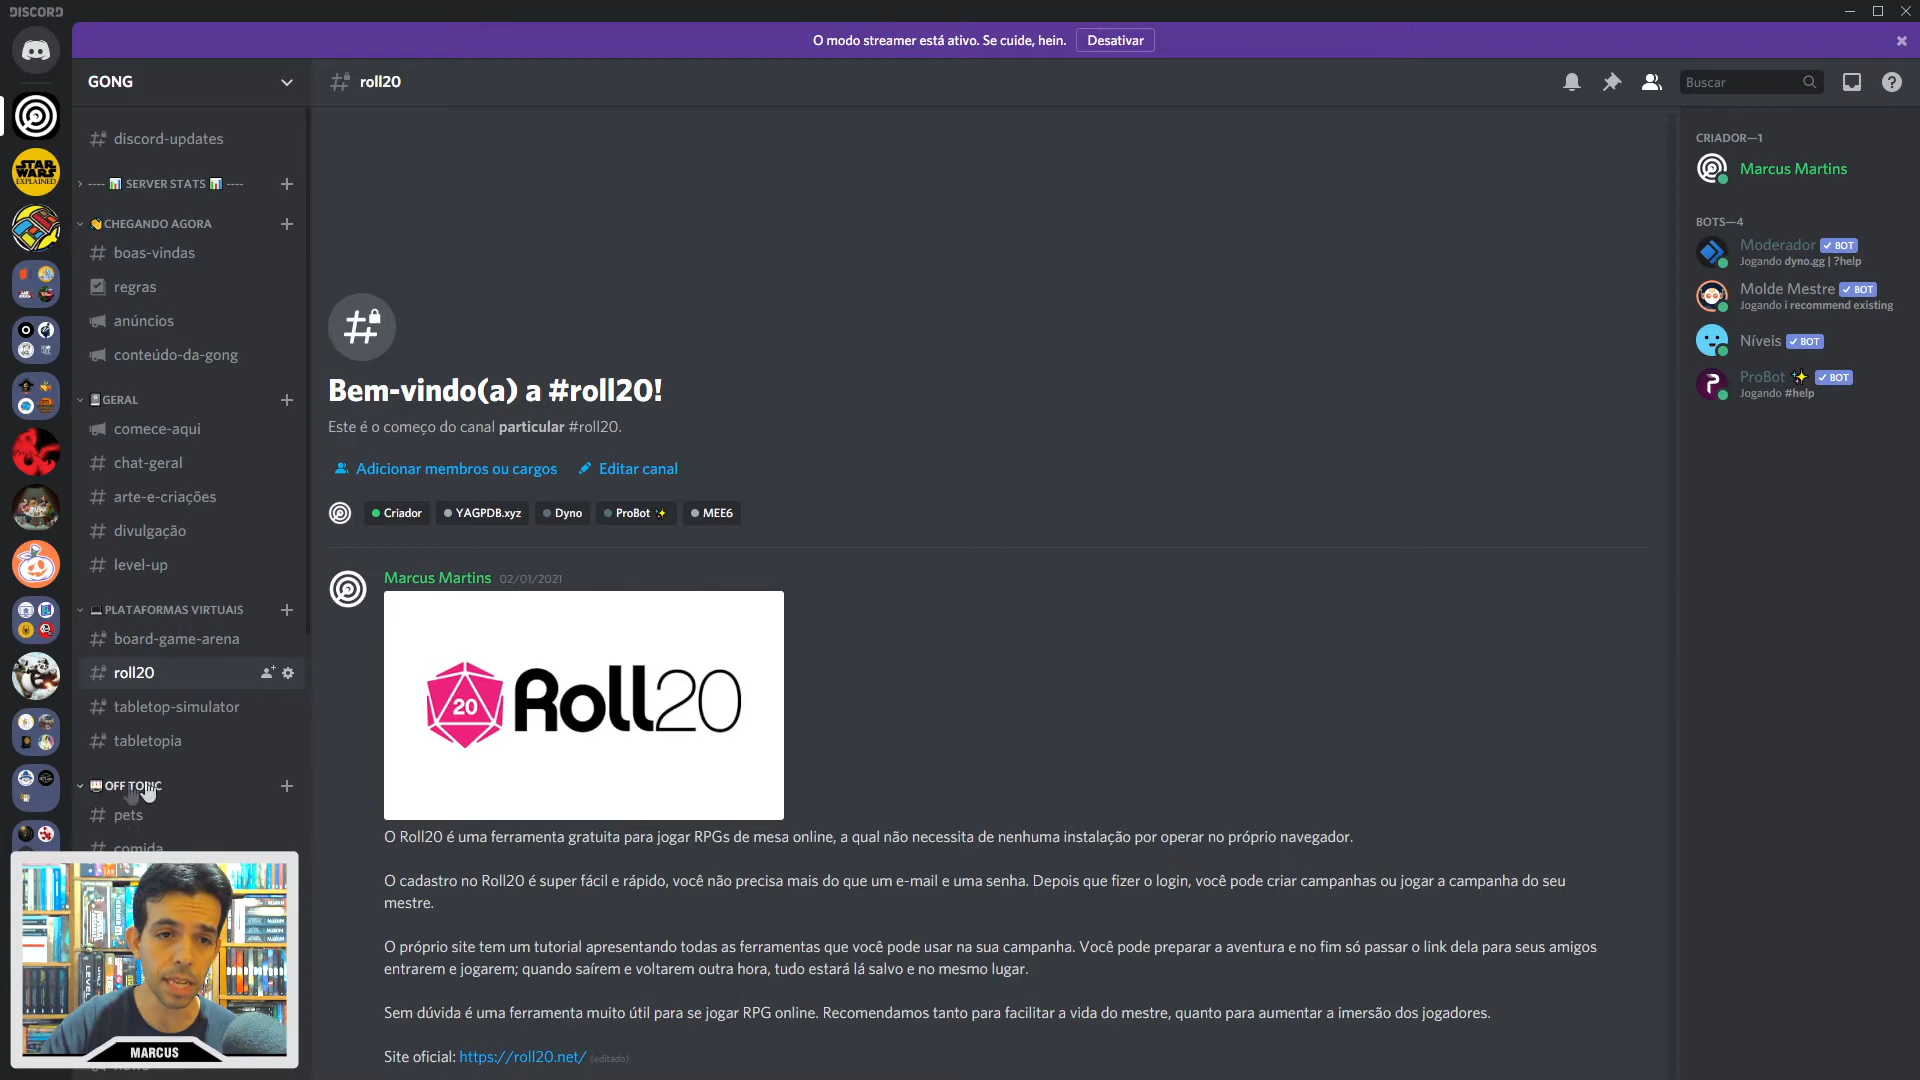 DISCORD
O modo streamer está ativo. Se cuide, hein.
Desativar
GONG
roll20
Buscar
discord-updates
---- SERVER STATS ----
CHEGANDO AGORA
boas-vindas
regras
anúncios
conteúdo-da-gong
GERAL
comece-aqui
chat-geral
arte-e-criações
divulgação
level-up
PLATAFORMAS VIRTUAIS
board-game-arena
roll20
tabletop-simulator
tabletopia
OFF TOPIC
pets
comida
MARCUS
STAR WARS EXPLAINED
Bem-vindo(a) a #roll20!
Este é o começo do canal particular #roll20.
Adicionar membros ou cargos
Editar canal
Criador
YAGPDB.xyz
Dyno
ProBot
MEE6
Marcus Martins 02/01/2021
20 Roll20
O Roll20 é uma ferramenta gratuita para jogar RPGs de mesa online, a qual não necessita de nenhuma instalação por operar no próprio navegador.
O cadastro no Roll20 é super fácil e rápido, você não precisa mais do que um e-mail e uma senha. Depois que fizer o login, você pode criar campanhas ou jogar a campanha do seu
mestre.
O próprio site tem um tutorial apresentando todas as ferramentas que você pode usar na sua campanha. Você pode preparar a aventura e no fim só passar o link dela para seus amigos
entrarem e jogarem; quando saírem e voltarem outra hora, tudo estará lá salvo e no mesmo lugar.
Sem dúvida é uma ferramenta muito útil para se jogar RPG online. Recomendamos tanto para facilitar a vida do mestre, quanto para aumentar a imersão dos jogadores.
Site oficial: https://roll20.net/ (editado)
CRIADOR—1
Marcus Martins
BOTS—4
Moderador BOT
Jogando dyno.gg | ?help
Molde Mestre BOT
Jogando i recommend existing
Níveis BOT
ProBot BOT
Jogando #help